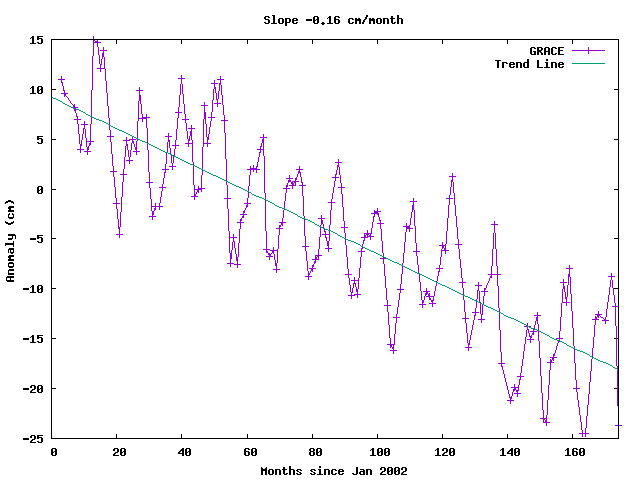 Slope -0.16 cm/month
GRACE
Trend Line
15
10
5
0
-5
-10
-15
-20
-25
Anomaly (cm)
0 20 40 60 80 100 120 140 160
Months since Jan 2002